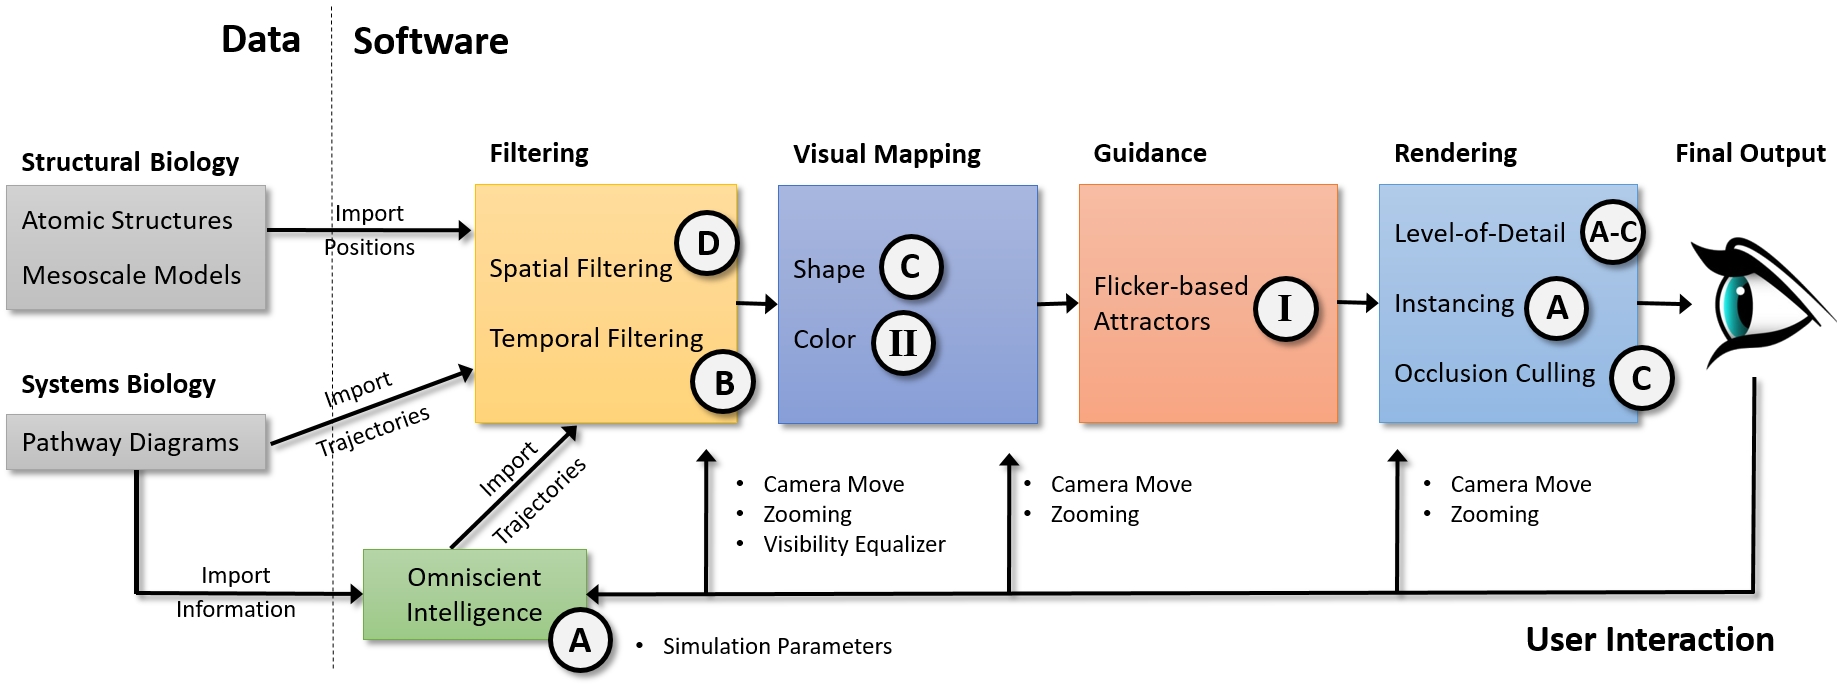 Data
Software
Structural Biology
Atomic Structures
Mesoscale Models
Import
Positions
Systems Biology
Pathway Diagrams
Import
Trajectories
Import
Information
Import
Trajectories
Omniscient
Intelligence
A
• Simulation Parameters
Filtering
Spatial Filtering
D
Temporal Filtering
B
Visual Mapping
Shape
C
Color
II
Guidance
Flicker-based
Attractors
I
Rendering
Level-of-Detail
A-C
Instancing
A
Occlusion Culling
C
Final Output
• Camera Move
• Zooming
• Visibility Equalizer
• Camera Move
• Zooming
• Camera Move
• Zooming
User Interaction